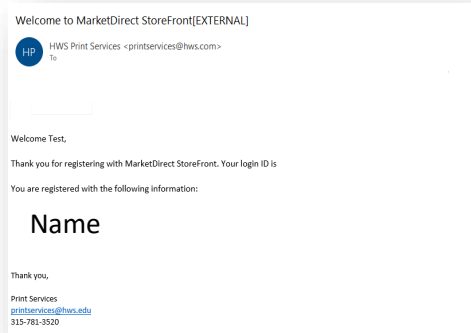 Welcome to MarketDirect StoreFront[EXTERNAL]
HP
HWS Print Services <printservices@hws.com>
To
Welcome Test,
Thank you for registering with MarketDirect StoreFront. Your login ID is
You are registered with the following information:
Name
Thank you,
Print Services
printservices@hws.edu
315-781-3520